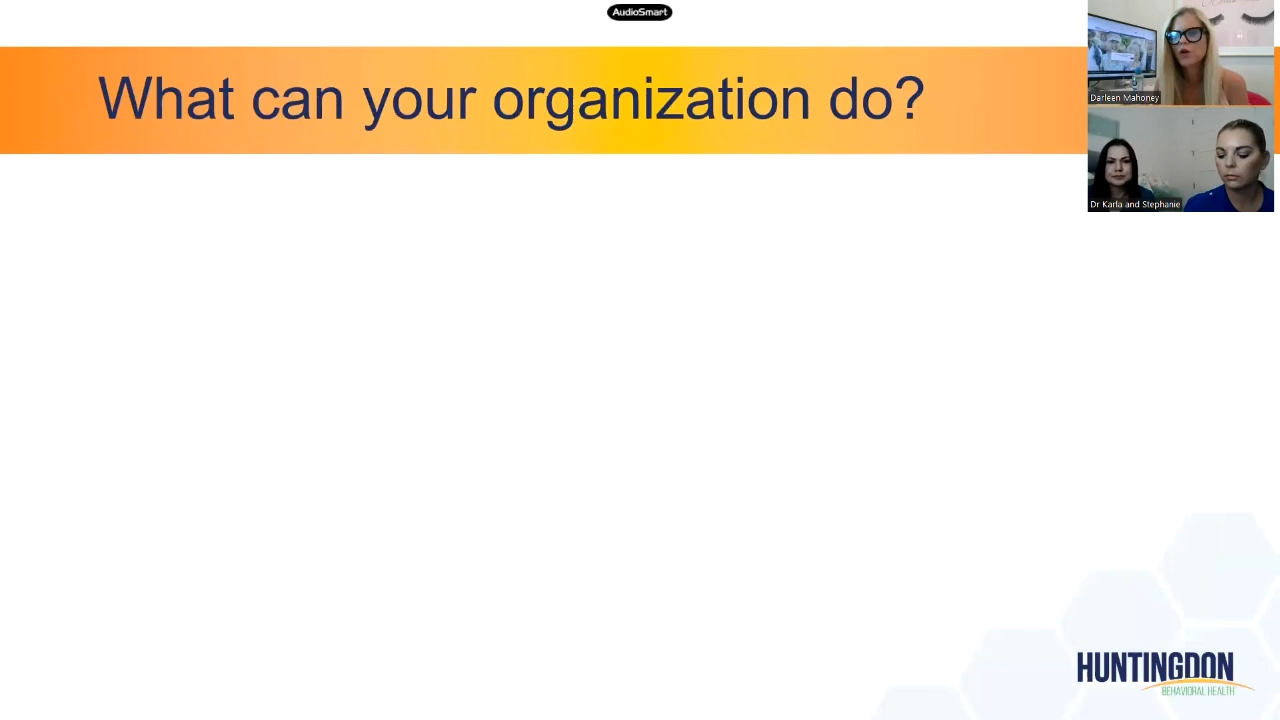 AudioSmart
What can your organization do?
Darleen Mahoney
Dr Karla and Stephanie
HUNTINGDON
BEHAVIORAL HEALTH